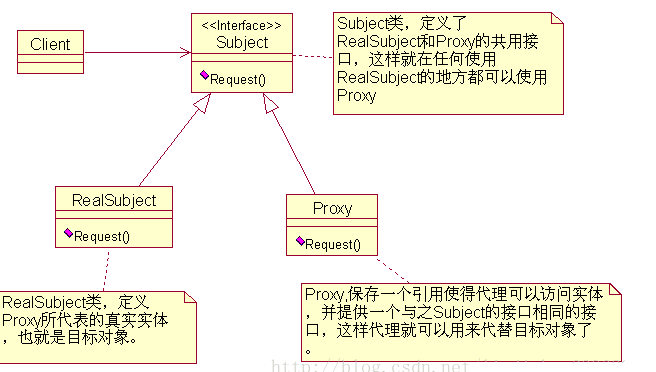 Client
<<Interface>>
Subject
Request()
Subject类，定义了
RealSubject和Proxy的共用接
口，这样就在任何使用
RealSubject的地方都可以使用
Proxy
RealSubject
Request()
Proxy
Request()
RealSubject类，定义
Proxy所代表的真实实体
，也就是目标对象。
Proxy,保存一个引用使得代理可以访问实体
，并提供一个与之Subject的接口相同的接
口，这样代理就可以用来代替目标对象了
。
http://blog.csdn.net